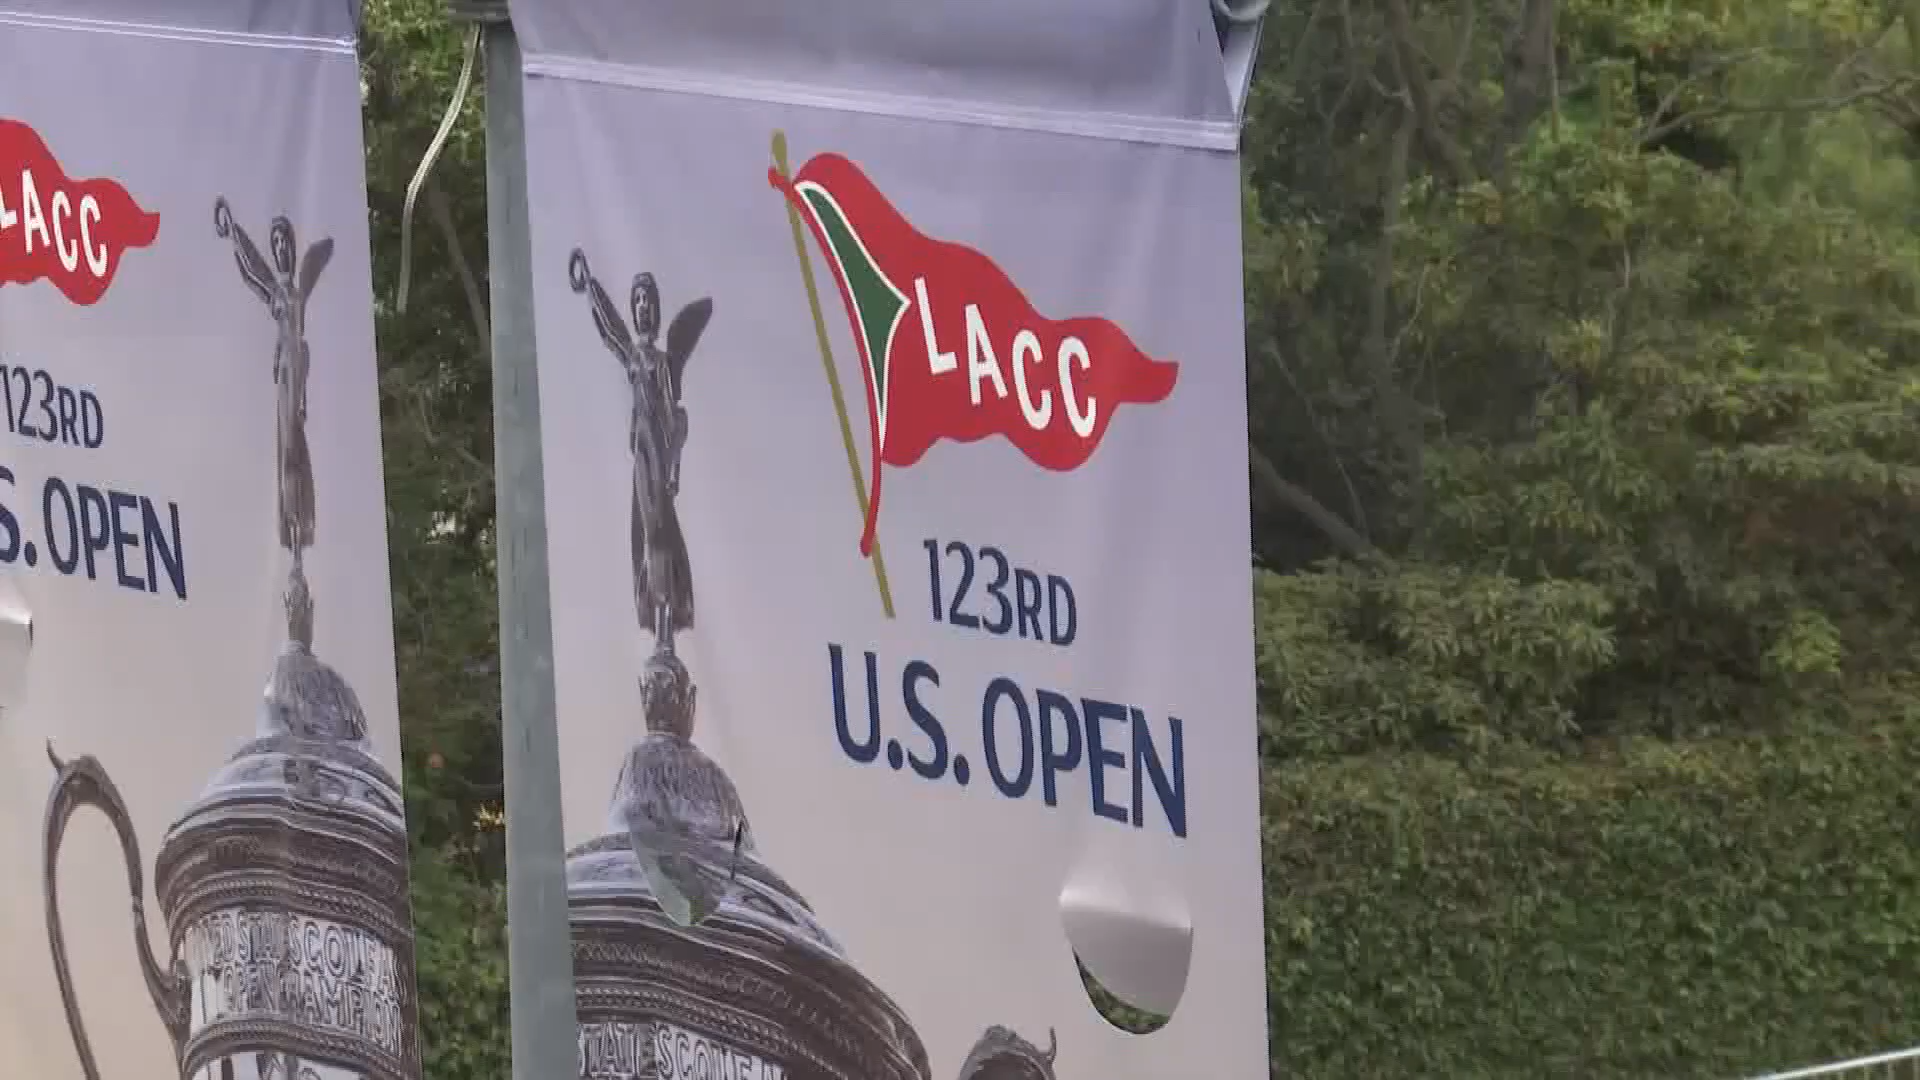 LACC
123RD
S. OPEN
LACC
123RD
U.S. OPEN